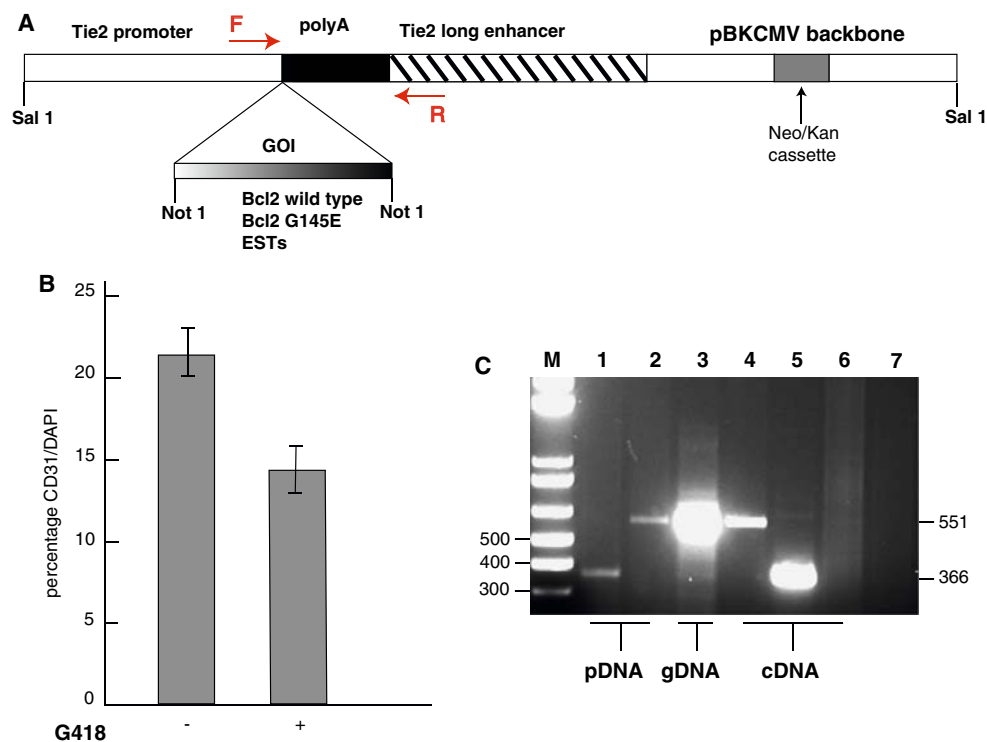 A
Tie2 promoter
F
polyA
Tie2 long enhancer
pBKCMV backbone
R
Sal 1
Sal 1
Neo/Kan
cassette
GOI
Not 1
Not 1
Bcl2 wild type
Bcl2 G145E
ESTs
B
percentage CD31/DAPI
25
20
15
10
5
0
G418
-
+
C
M 1 2 3 4 5 6 7
500
400
300
551
366
pDNA gDNA cDNA